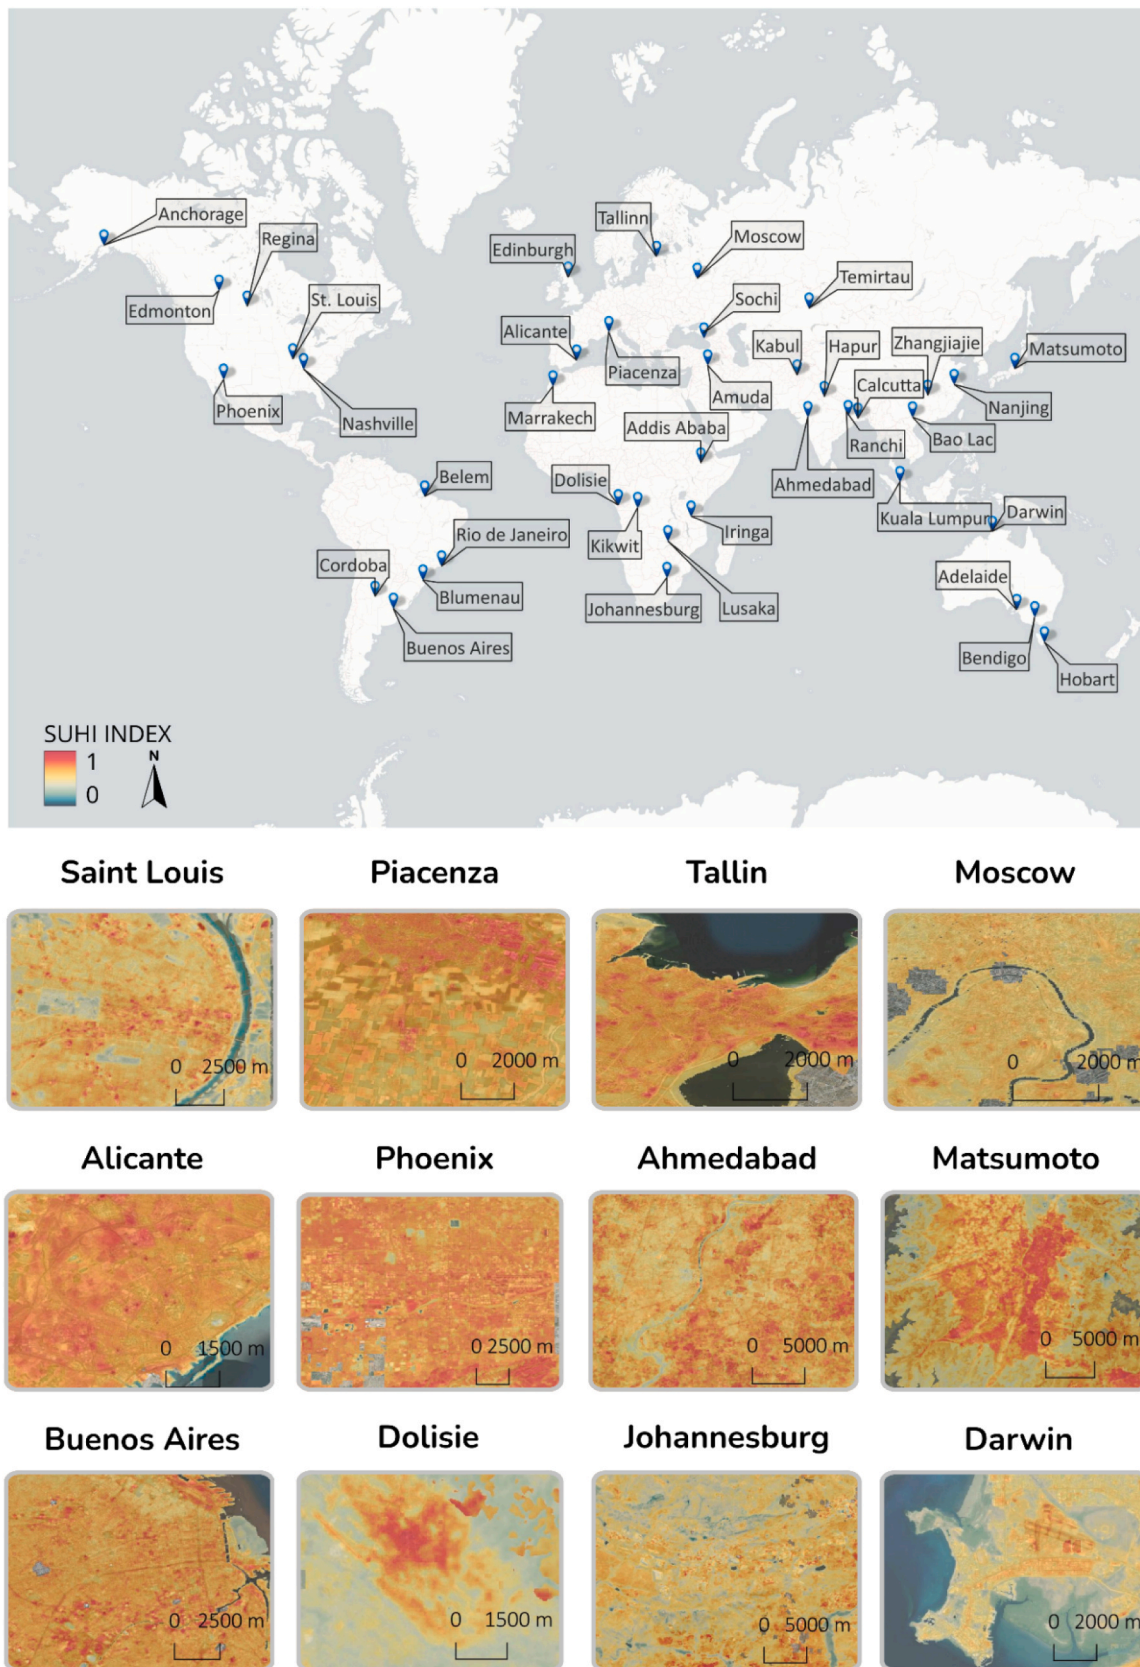 Anchorage
Regina
Edmonton
St. Louis
Phoenix
Nashville
Tallinn
Moscow
Edinburgh
Temirtau
Sochi
Alicante
Kabul
Hapur
Zhangjiajie
Matsumoto
Piacenza
Amuda
Calcutta
Nanjing
Marrakech
Addis Ababa
Ranchi
Bao Lac
Belem
Dolisie
Ahmedabad
Kuala Lumpur
Darwin
Rio de Janeiro
Kikwit
Iringa
Cordoba
Blumenau
Johannesburg
Lusaka
Adelaide
Buenos Aires
Bendigo
Hobart
SUHI INDEX
1
0
N
Saint Louis
Piacenza
Tallin
Moscow
0 2500 m
0 2000 m
0 2000 m
0 2000 m
Alicante
Phoenix
Ahmedabad
Matsumoto
0 1500 m
0 2500 m
0 5000 m
0 5000 m
Buenos Aires
Dolisie
Johannesburg
Darwin
0 2500 m
0 1500 m
0 5000 m
0 2000 m